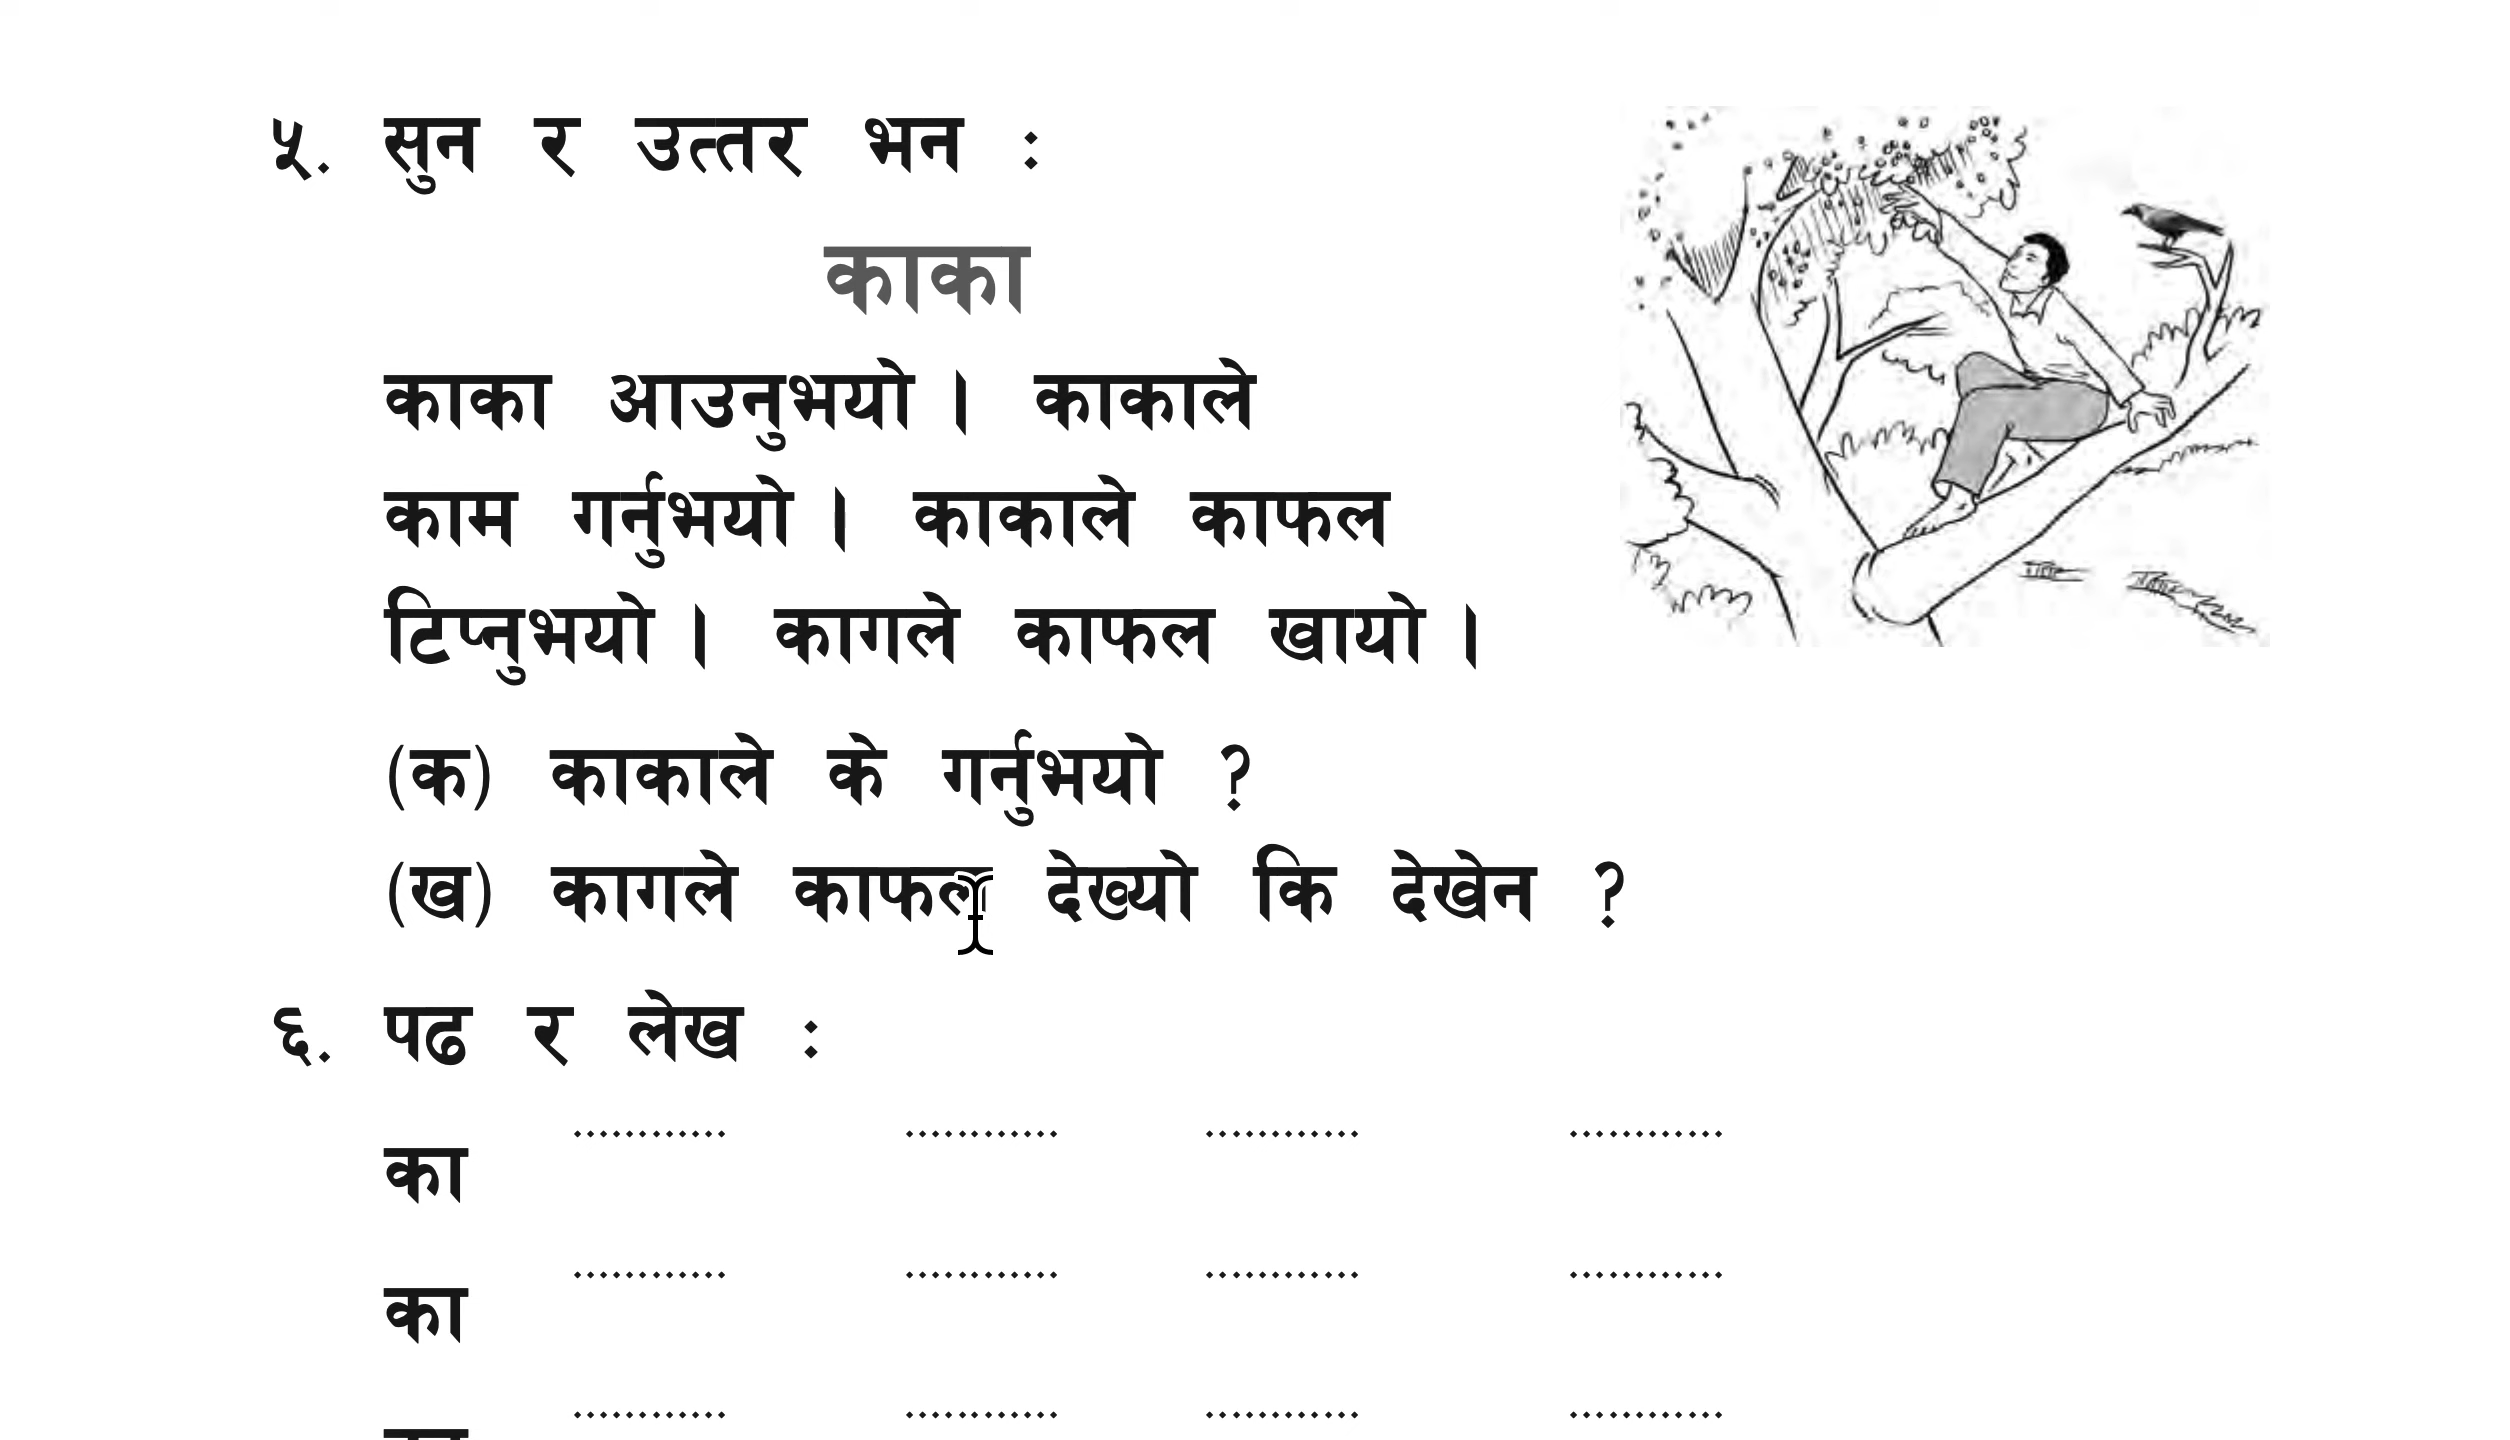 ५. सुन र उत्तर भन :
काका
काका आउनुभयो । काकाले
काम गर्नुभयो । काकाले काफल
टिप्नुभयो । कागले काफल खायो ।
(क) काकाले के गर्नुभयो ?
(ख) कागले काफल देख्यो कि देखेन ?
६. पढ र लेख :
का ........... ........... ........... ...........
का ........... ........... ........... ...........
........... ........... ........... ...........